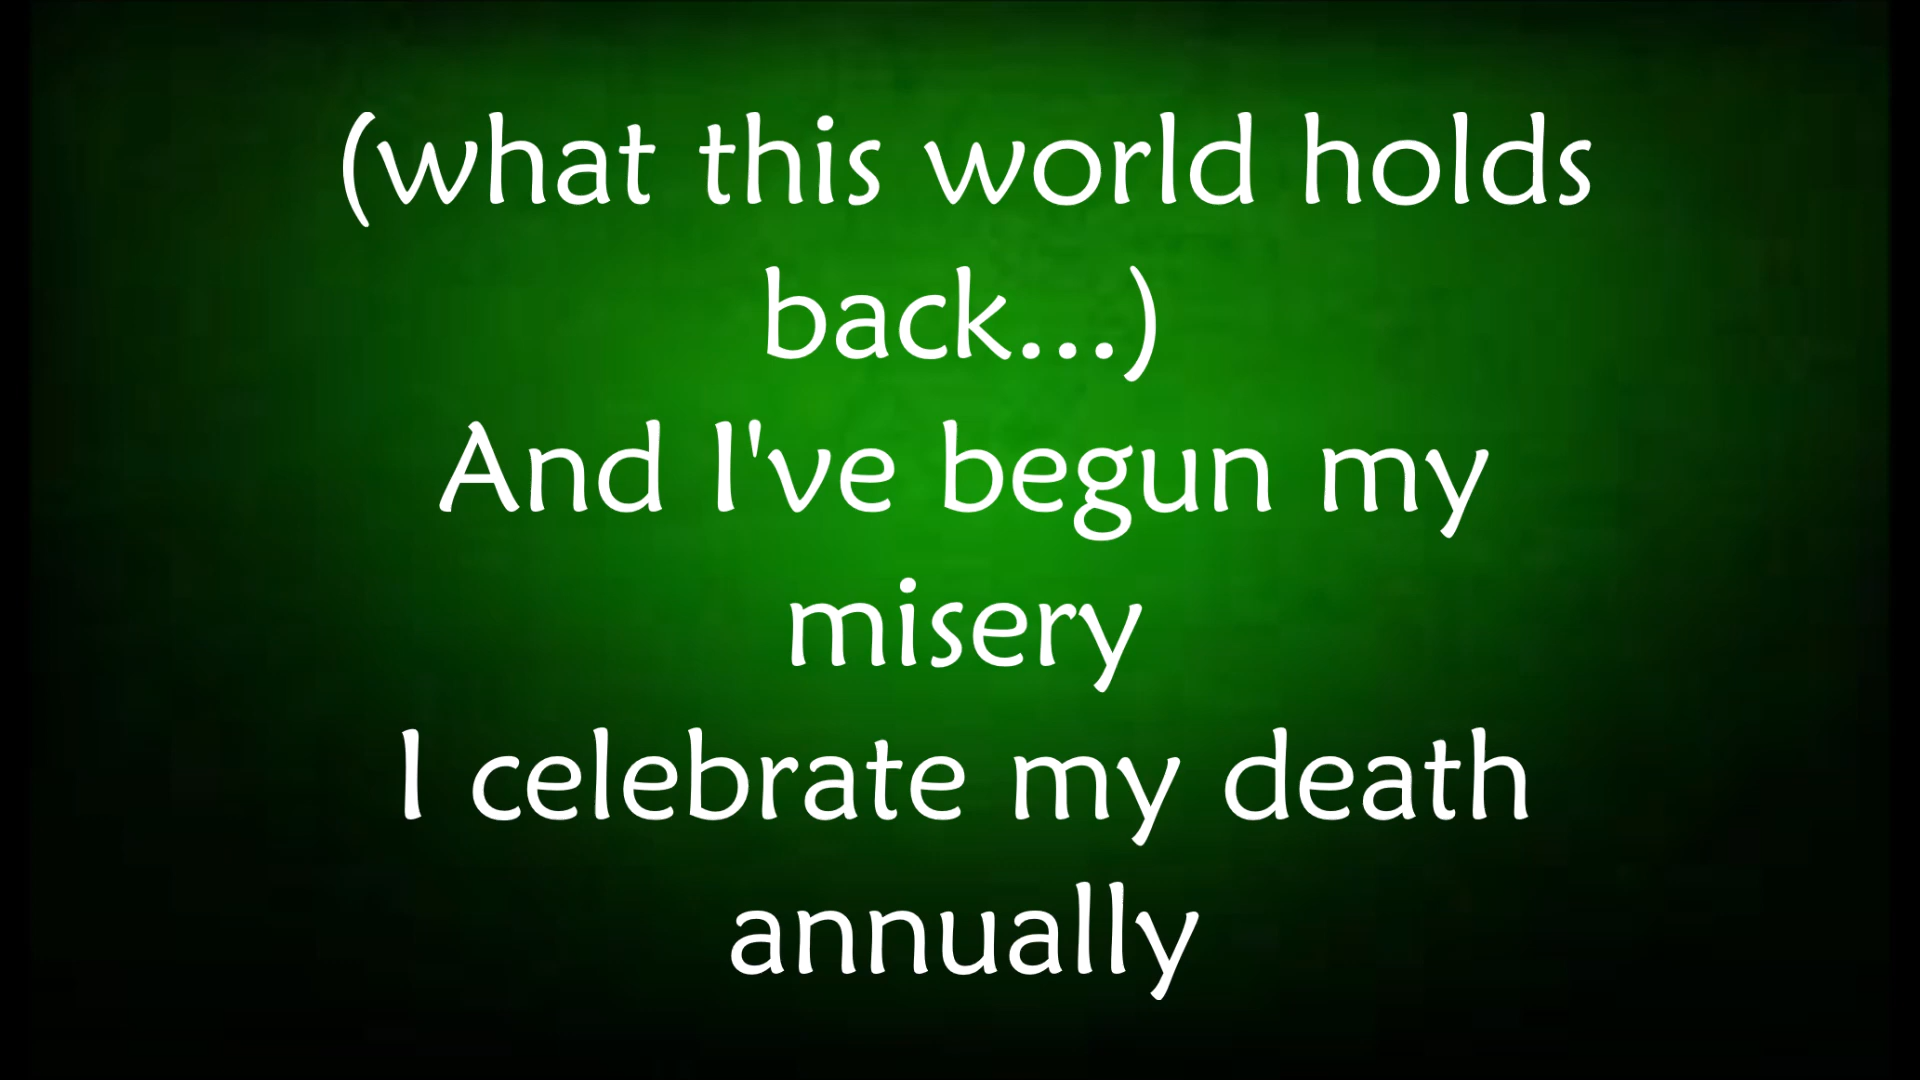 (what this world holds
back...)
And I've begun my
misery
I celebrate my death
annually